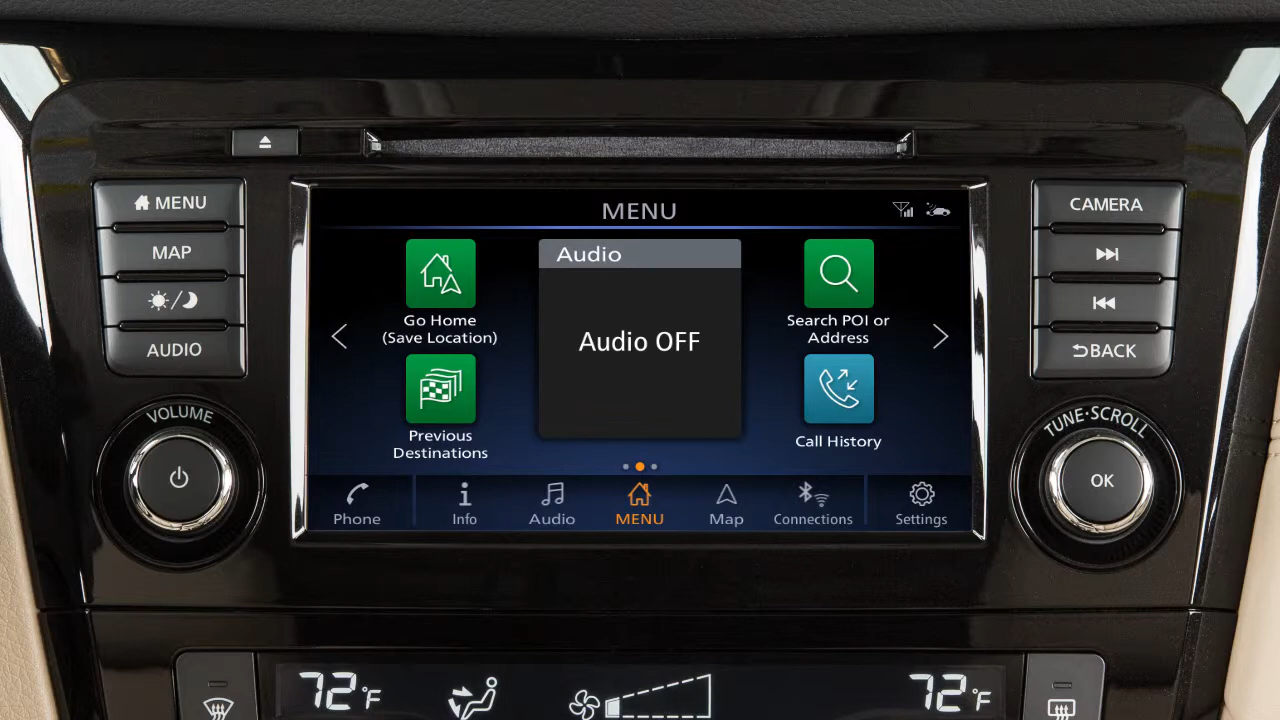 MENU
MAP
AUDIO
VOLUME
MENU
Audio
Audio OFF
Go Home
(Save Location)
Previous
Destinations
Search POI or
Address
Call History
Phone
Info
Audio
MENU
Map
Connections
Settings
CAMERA
BACK
TUNE·SCROLL
OK
72°F
72°F